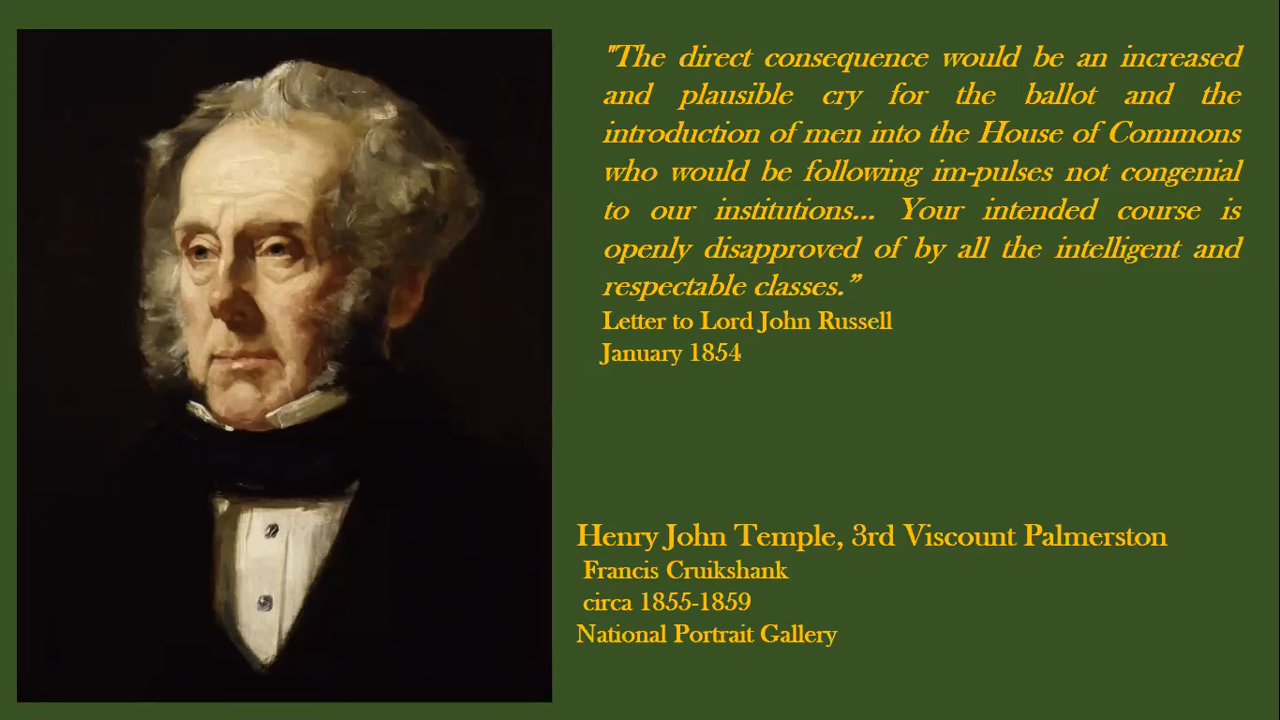 "The direct consequence would be an increased
and plausible cry for the ballot and the
introduction of men into the House of Commons
who would be following im-pulses not congenial
to our institutions... Your intended course is
openly disapproved of by all the intelligent and
respectable classes.”
Letter to Lord John Russell
January 1854
Henry John Temple, 3rd Viscount Palmerston
Francis Cruikshank
circa 1855-1859
National Portrait Gallery